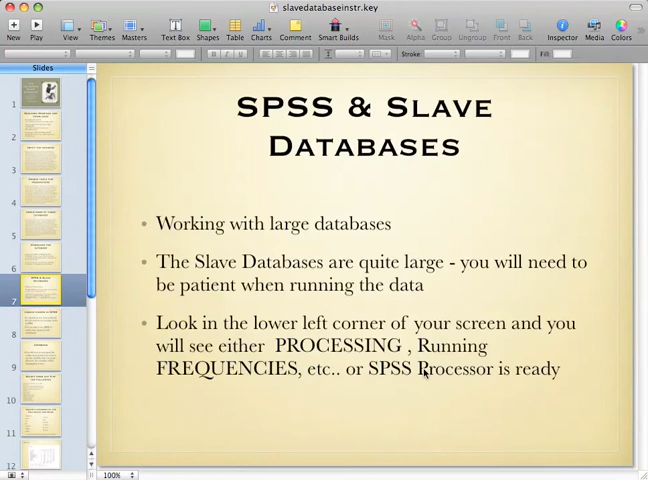 slavedatabaseinstr.key
New Play View Themes Masters Text Box Shapes Table Charts Comment Smart Builds Mask Alpha Group Ungroup Front Back Inspector Media Colors
Stroke: Fill:
Slides
SPSS & Slave
Databases
• Working with large databases
• The Slave Databases are quite large - you will need to
be patient when running the data
• Look in the lower left corner of your screen and you
will see either PROCESSING , Running
FREQUENCIES, etc.. or SPSS Processor is ready
1
2
3
4
5
6
7
8
9
10
11
12
100%